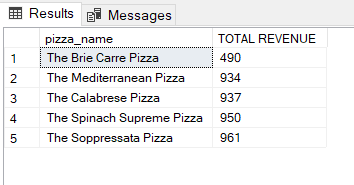 Results Messages
pizza_name TOTAL REVENUE
1 The Brie Carre Pizza 490
2 The Mediterranean Pizza 934
3 The Calabrese Pizza 937
4 The Spinach Supreme Pizza 950
5 The Soppressata Pizza 961